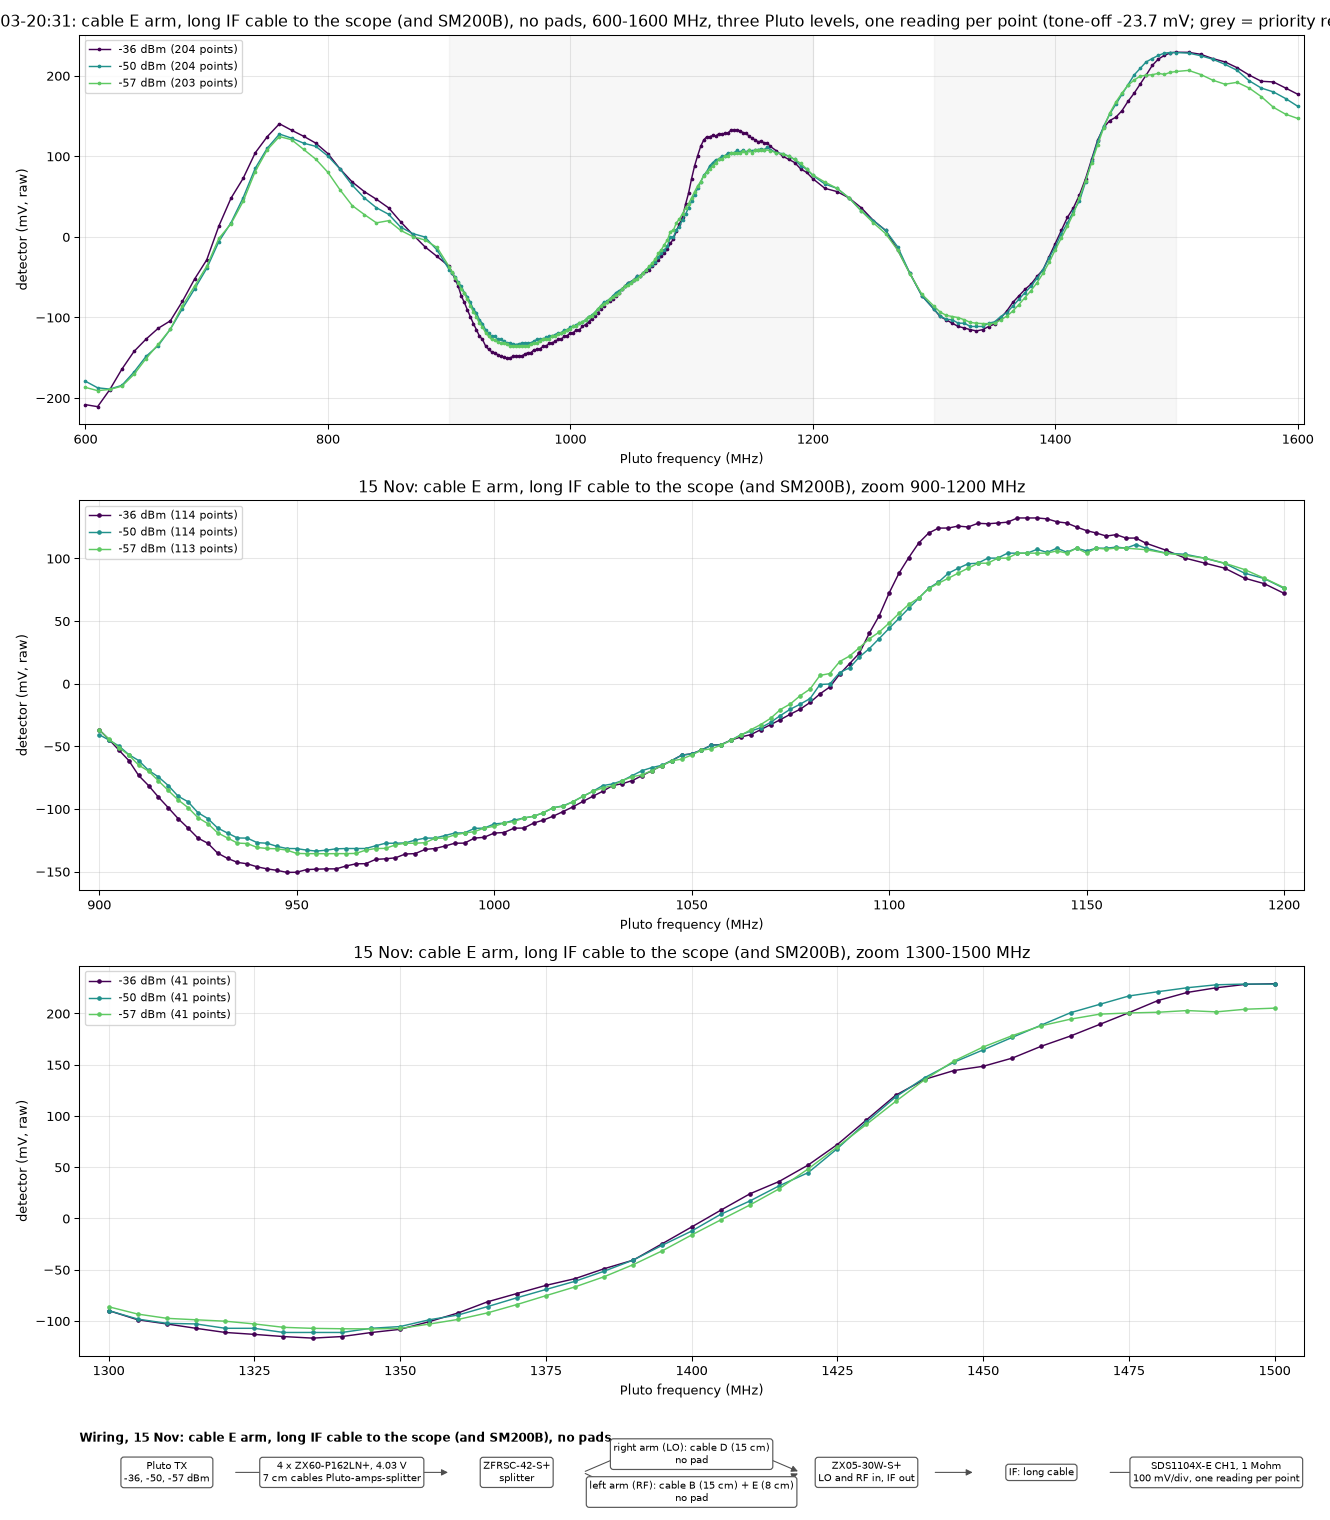 03-20:31: cable E arm, long IF cable to the scope (and SM200B), no pads, 600-1600 MHz, three Pluto levels, one reading per point (tone-off -23.7 mV; grey = priority
-36 dBm (204 points)
-50 dBm (204 points)
-57 dBm (203 points)
detector (mV, raw)
200
100
0
−100
−200
600
800
1000
1200
1400
1600
Pluto frequency (MHz)
15 Nov: cable E arm, long IF cable to the scope (and SM200B), zoom 900-1200 MHz
-36 dBm (114 points)
-50 dBm (114 points)
-57 dBm (113 points)
detector (mV, raw)
100
50
0
−50
−100
−150
900
950
1000
1050
1100
1150
1200
Pluto frequency (MHz)
15 Nov: cable E arm, long IF cable to the scope (and SM200B), zoom 1300-1500 MHz
-36 dBm (41 points)
-50 dBm (41 points)
-57 dBm (41 points)
detector (mV, raw)
200
150
100
50
0
−50
−100
1300
1325
1350
1375
1400
1425
1450
1475
1500
Pluto frequency (MHz)
Wiring, 15 Nov: cable E arm, long IF cable to the scope (and SM200B), no pads
Pluto TX
-36, -50, -57 dBm
4 x ZX60-P162LN+, 4.03 V
7 cm cables Pluto-amps-splitter
ZFRSC-42-S+
splitter
right arm (LO): cable D (15 cm)
no pad
left arm (RF): cable B (15 cm) + E (8 cm)
no pad
ZX05-30W-S+
LO and RF in, IF out
IF: long cable
SDS1104X-E CH1, 1 Mohm
100 mV/div, one reading per point